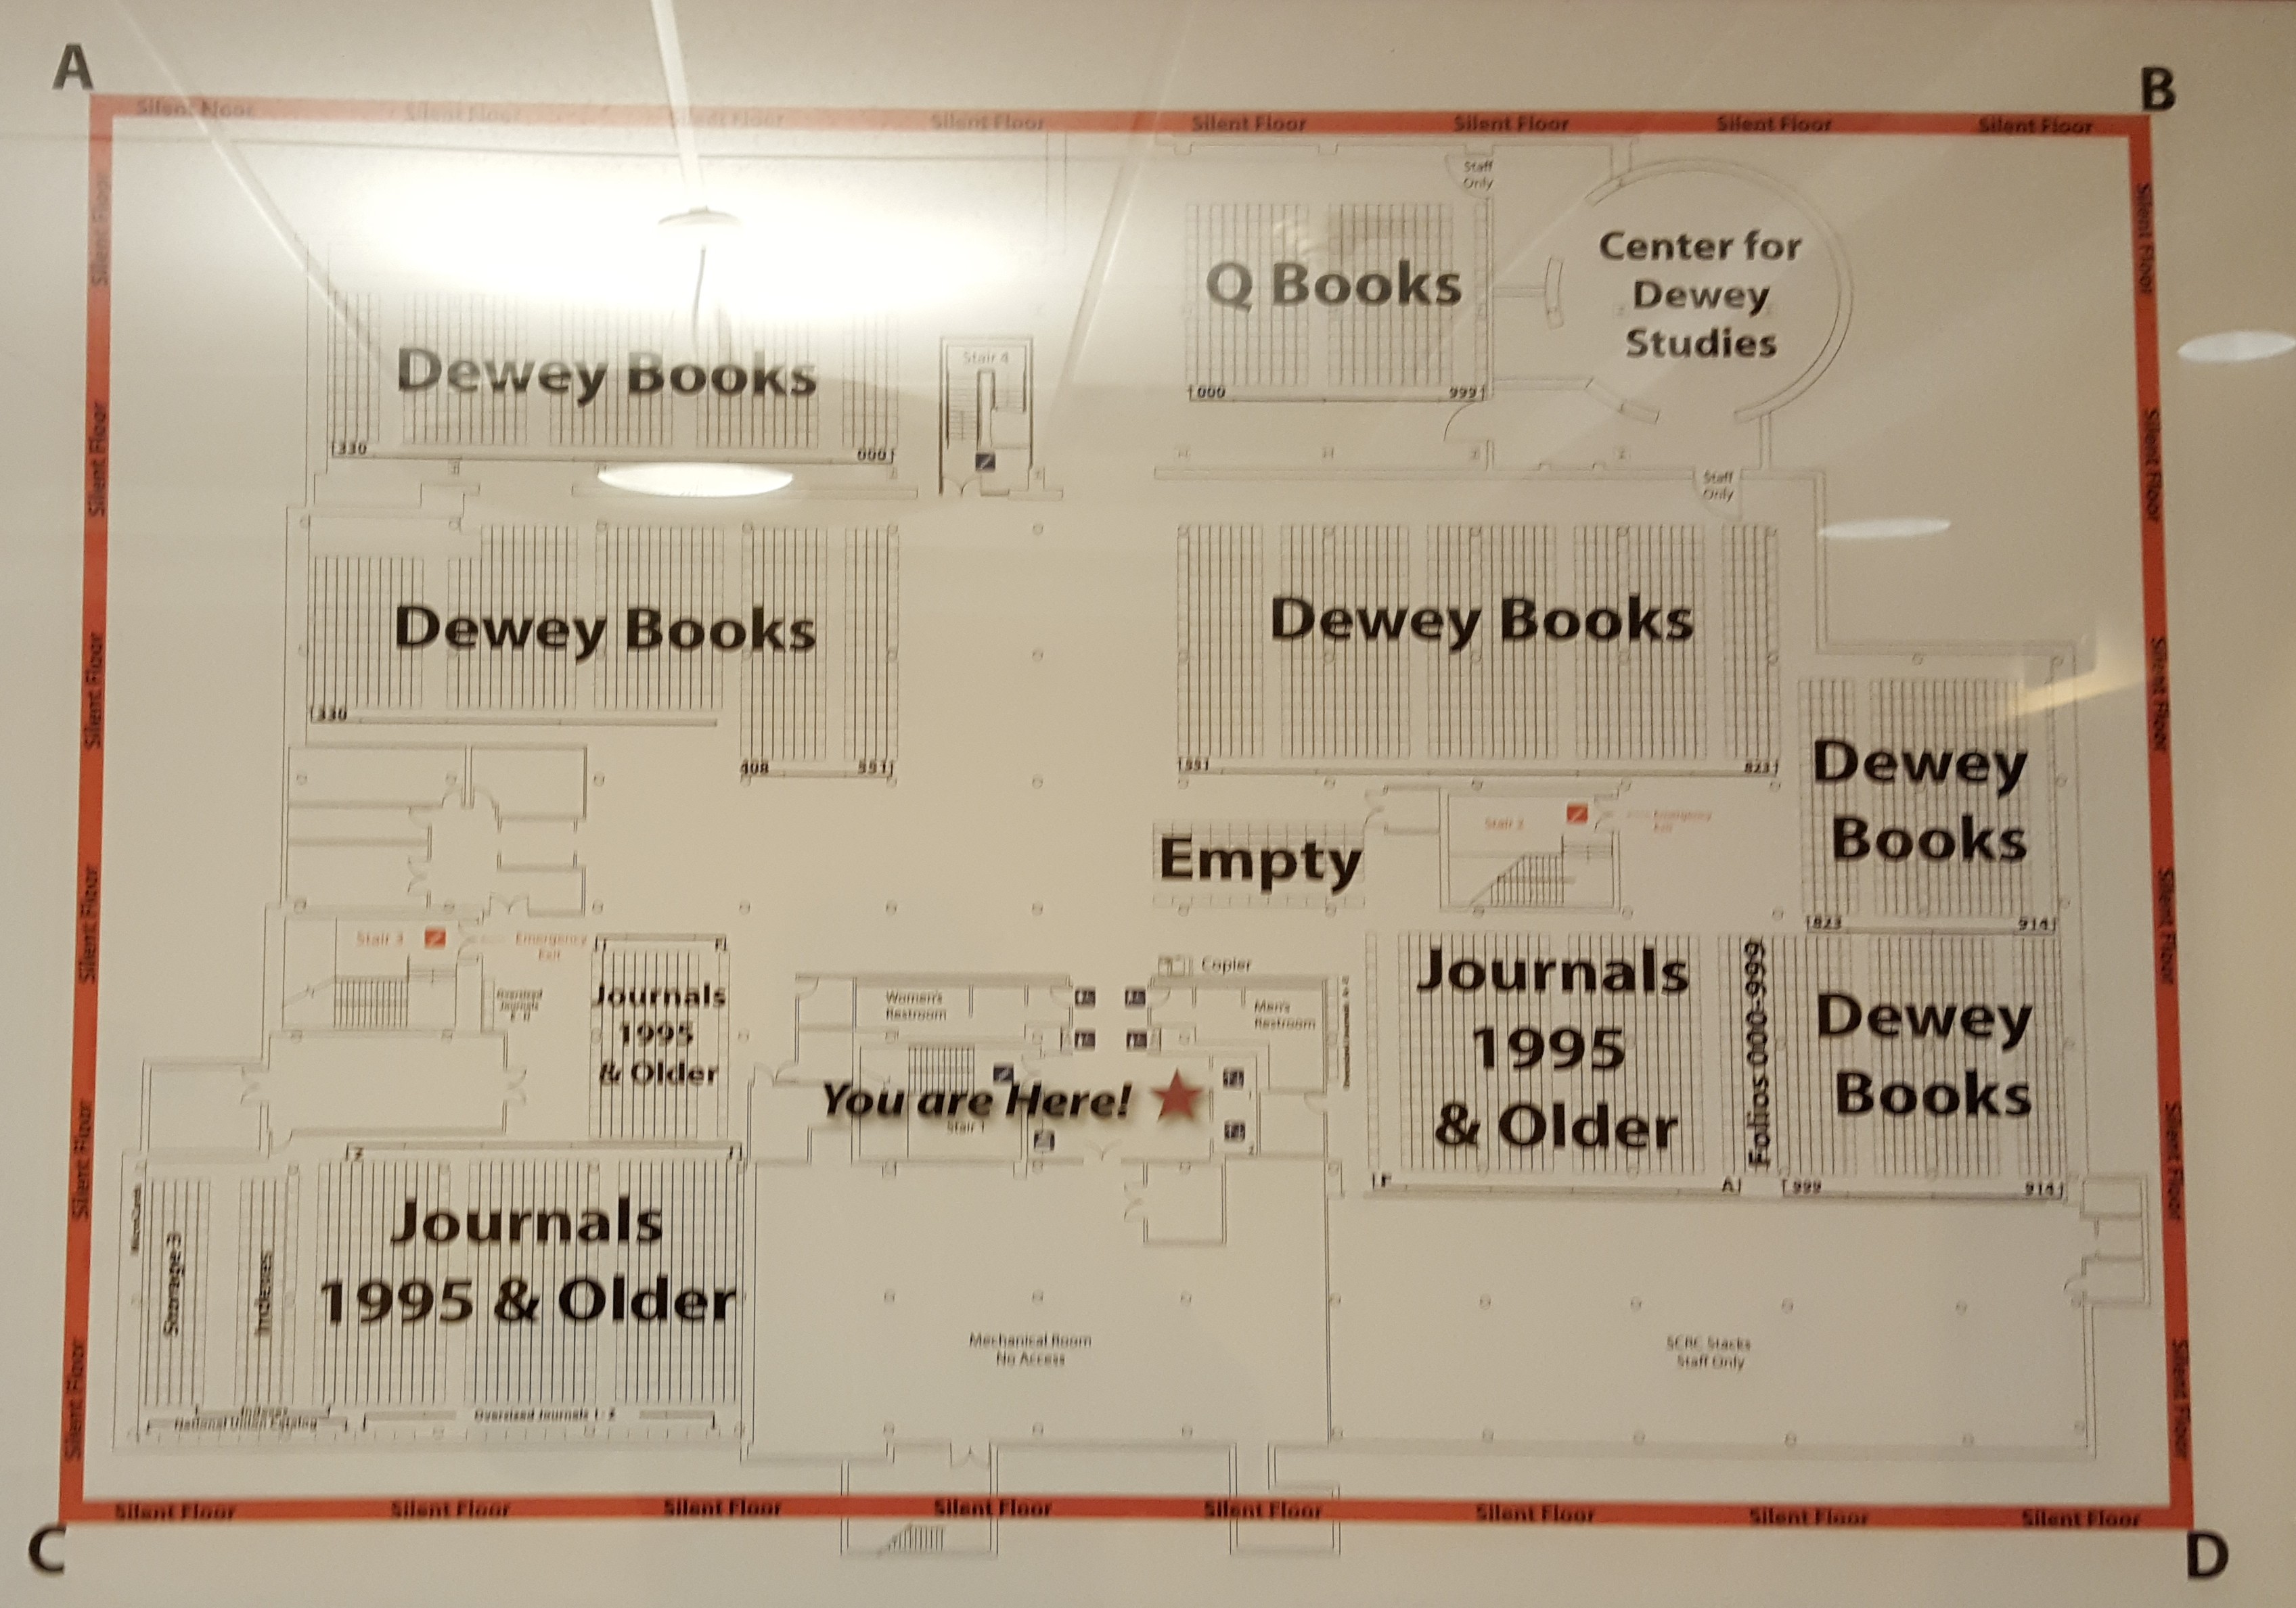 A
B
Silent Floor Silent Floor Silent Floor Silent Floor Silent Floor Silent Floor Silent Floor Silent Floor
Silent Floor
Silent Floor
Silent Floor
Silent Floor
Silent Floor
Silent Floor
Silent Floor
Silent Floor
Silent Floor
Silent Floor
Silent Floor
Silent Floor
Staff
Only
Q Books
000 999
Center for
Dewey
Studies
Dewey Books
330 000
Stair 4
Staff
Only
Dewey Books
330
408 551
Dewey Books
551 823
Dewey
Books
823 914
Empty
Stair 2
Emergency
Exit
Stair 3
Emergency
Exit
Oversized
Journals
J F
Journals
1995
& Older
Women's
Restroom
Copier
Men's
Restroom
You are Here!
Stair 1
Journals
1995
& Older
F A
Folios 000-999
Dewey
Books
999 914
Z J
Storage 3
Indexes
Journals
1995 & Older
Indexes
National Union Catalog
Oversized Journals I - Z
Mechanical Room
No Access
SCRC Stacks
Staff Only
Silent Floor Silent Floor Silent Floor Silent Floor Silent Floor Silent Floor Silent Floor Silent Floor
C
D